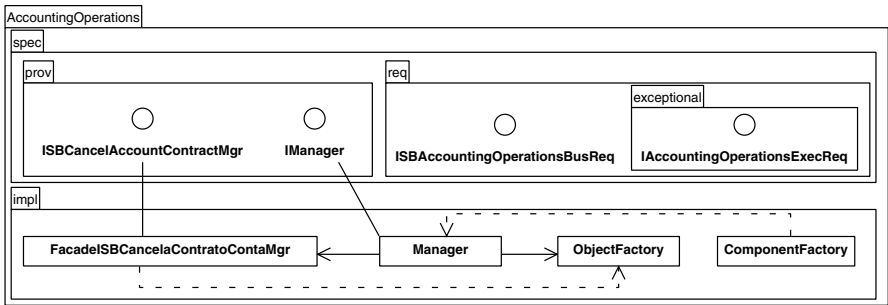 AccountingOperations
spec
prov
req
exceptional
ISBCancelAccountContractMgr
IManager
ISBAccountingOperationsBusReq
IAccountingOperationsExecReq
impl
FacadeISBCancelaContratoContaMgr
Manager
ObjectFactory
ComponentFactory